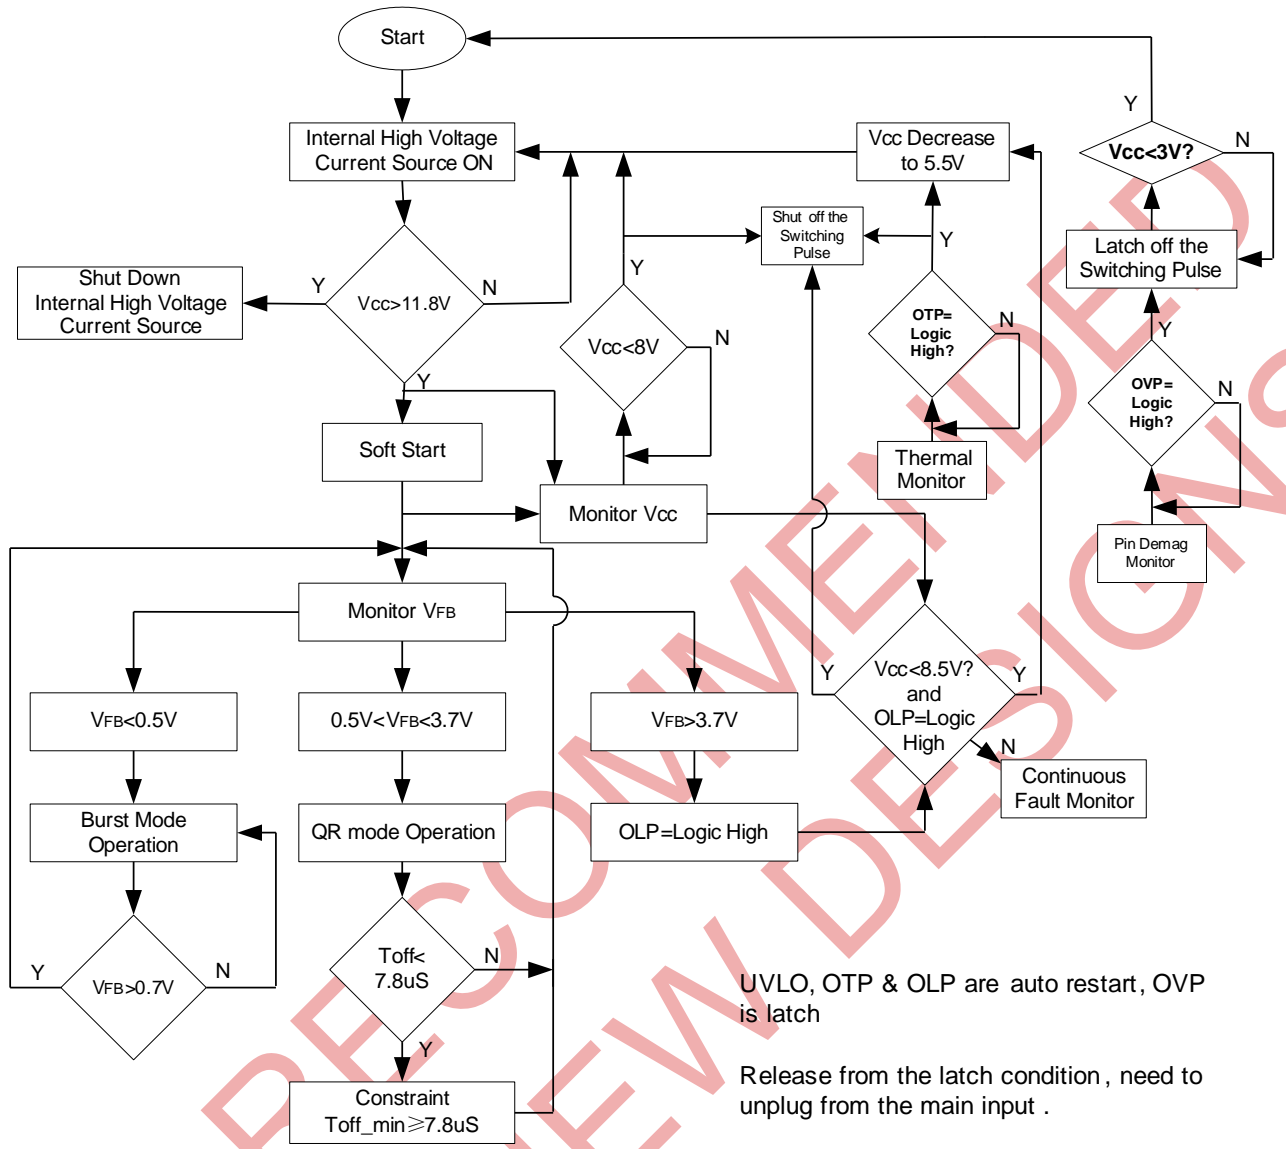 Start
Internal High Voltage
Current Source ON
Vcc Decrease
to 5.5V
Y
Vcc<3V?
N
Shut off the
Switching
Pulse
Y
Y
Latch off the
Switching Pulse
Shut Down
Internal High Voltage
Current Source
Y
Vcc>11.8V
N
Y
Vcc<8V
N
OTP=
Logic
High?
N
Y
OVP=
Logic
High?
N
Soft Start
Thermal
Monitor
Monitor Vcc
Pin Demag
Monitor
Monitor VFB
VFB<0.5V
0.5V<VFB<3.7V
VFB>3.7V
Y
Vcc<8.5V?
and
OLP=Logic
High
Y
N
Continuous
Fault Monitor
Burst Mode
Operation
QR mode Operation
OLP=Logic High
Y
VFB>0.7V
N
Toff<
7.8uS
N
Y
Constraint
Toff_min≥7.8uS
UVLO, OTP & OLP are auto restart, OVP
is latch
Release from the latch condition, need to
unplug from the main input .
RECOMMENDED
NEW DESIGNS